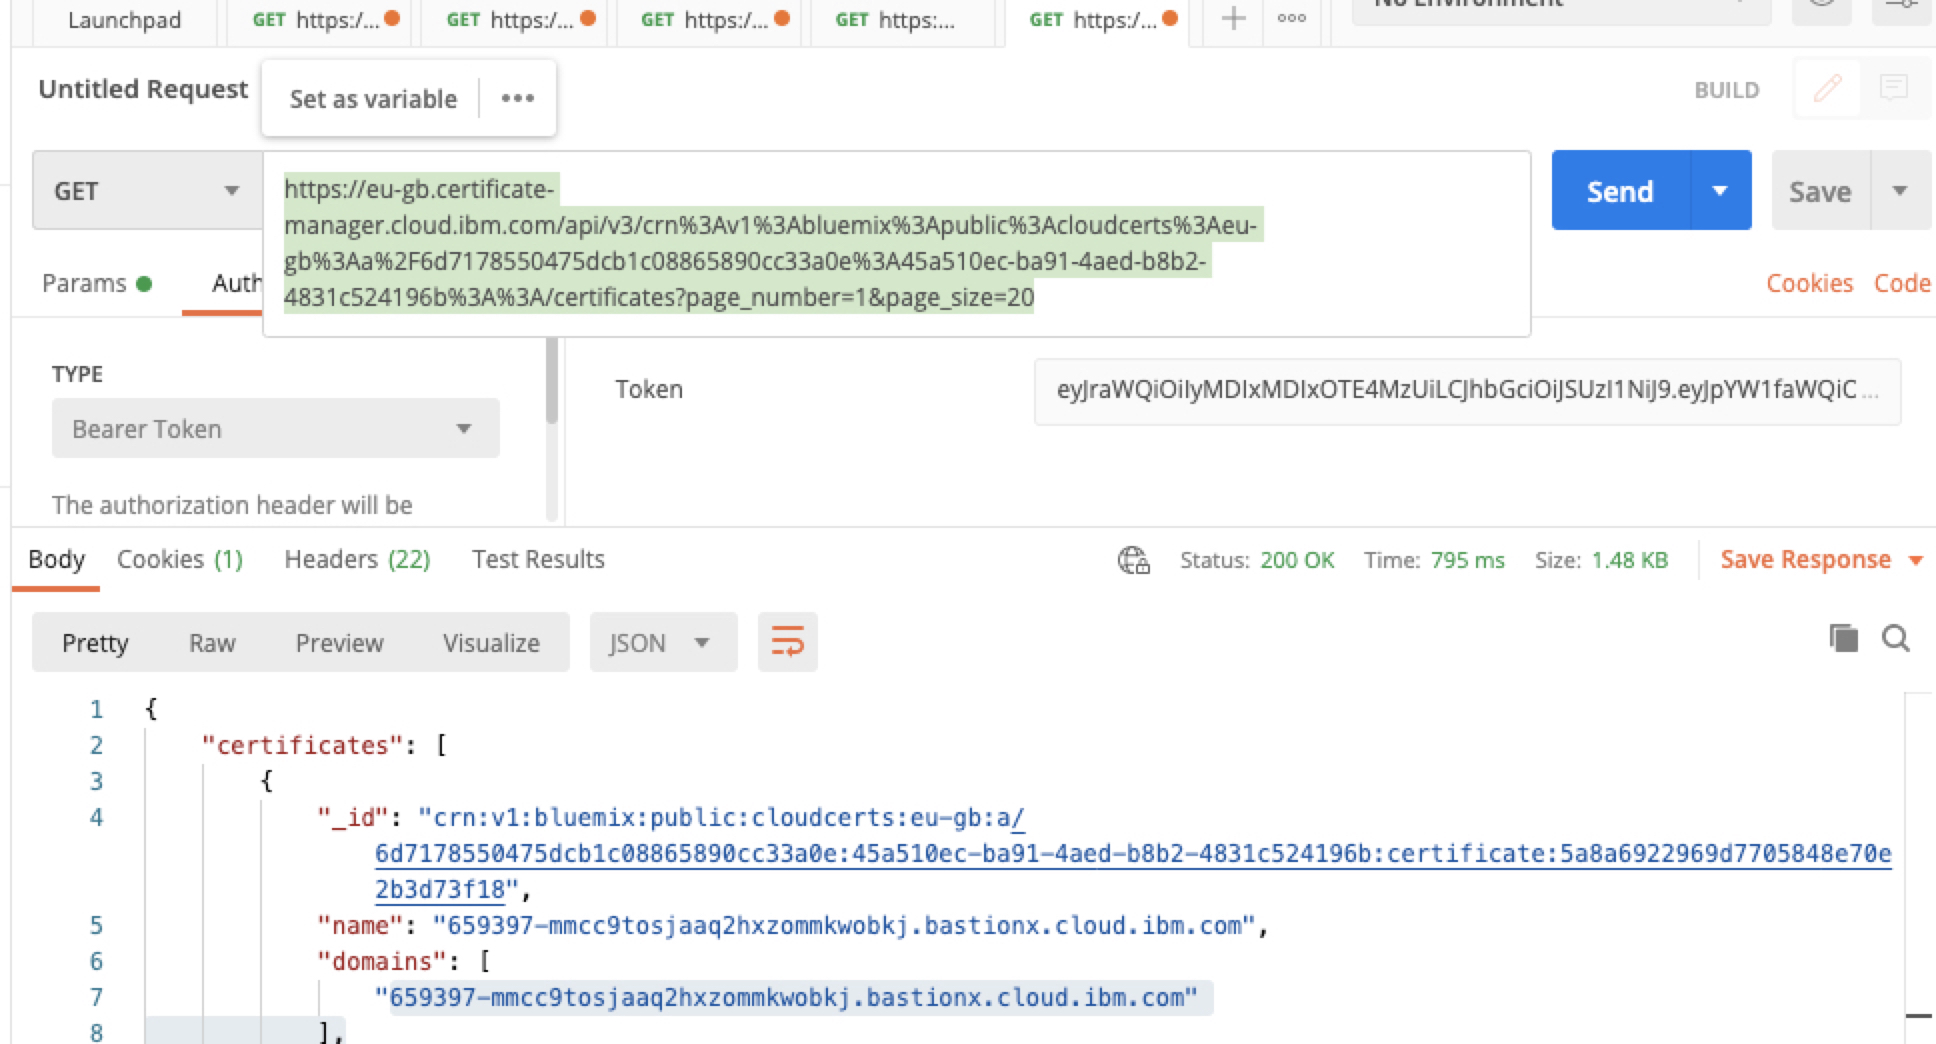 Launchpad GET https:/... GET https:/... GET https:/... GET https:... GET https:/... No Environment
Untitled Request
Set as variable
BUILD
GET
https://eu-gb.certificate-
manager.cloud.ibm.com/api/v3/crn%3Av1%3Abluemix%3Apublic%3Acloudcerts%3Aeu-
gb%3Aa%2F6d7178550475dcb1c08865890cc33a0e%3A45a510ec-ba91-4aed-b8b2-
4831c524196b%3A%3A/certificates?page_number=1&page_size=20
Send
Save
Params Auth
Cookies Code
TYPE
Bearer Token
The authorization header will be
Token
eyJraWQiOiIyMDIxMDIxOTE4MzUiLCJhbGciOiJSUzI1NiJ9.eyJpYW1faWQiC...
Body Cookies (1) Headers (22) Test Results Status: 200 OK Time: 795 ms Size: 1.48 KB Save Response
Pretty Raw Preview Visualize JSON
1 {
2 "certificates": [
3 {
4 "_id": "crn:v1:bluemix:public:cloudcerts:eu-gb:a/
6d7178550475dcb1c08865890cc33a0e:45a510ec-ba91-4aed-b8b2-4831c524196b:certificate:5a8a6922969d7705848e70e
2b3d73f18",
5 "name": "659397-mmcc9tosjaaq2hxzommkwobkj.bastionx.cloud.ibm.com",
6 "domains": [
7 "659397-mmcc9tosjaaq2hxzommkwobkj.bastionx.cloud.ibm.com"
8 ],